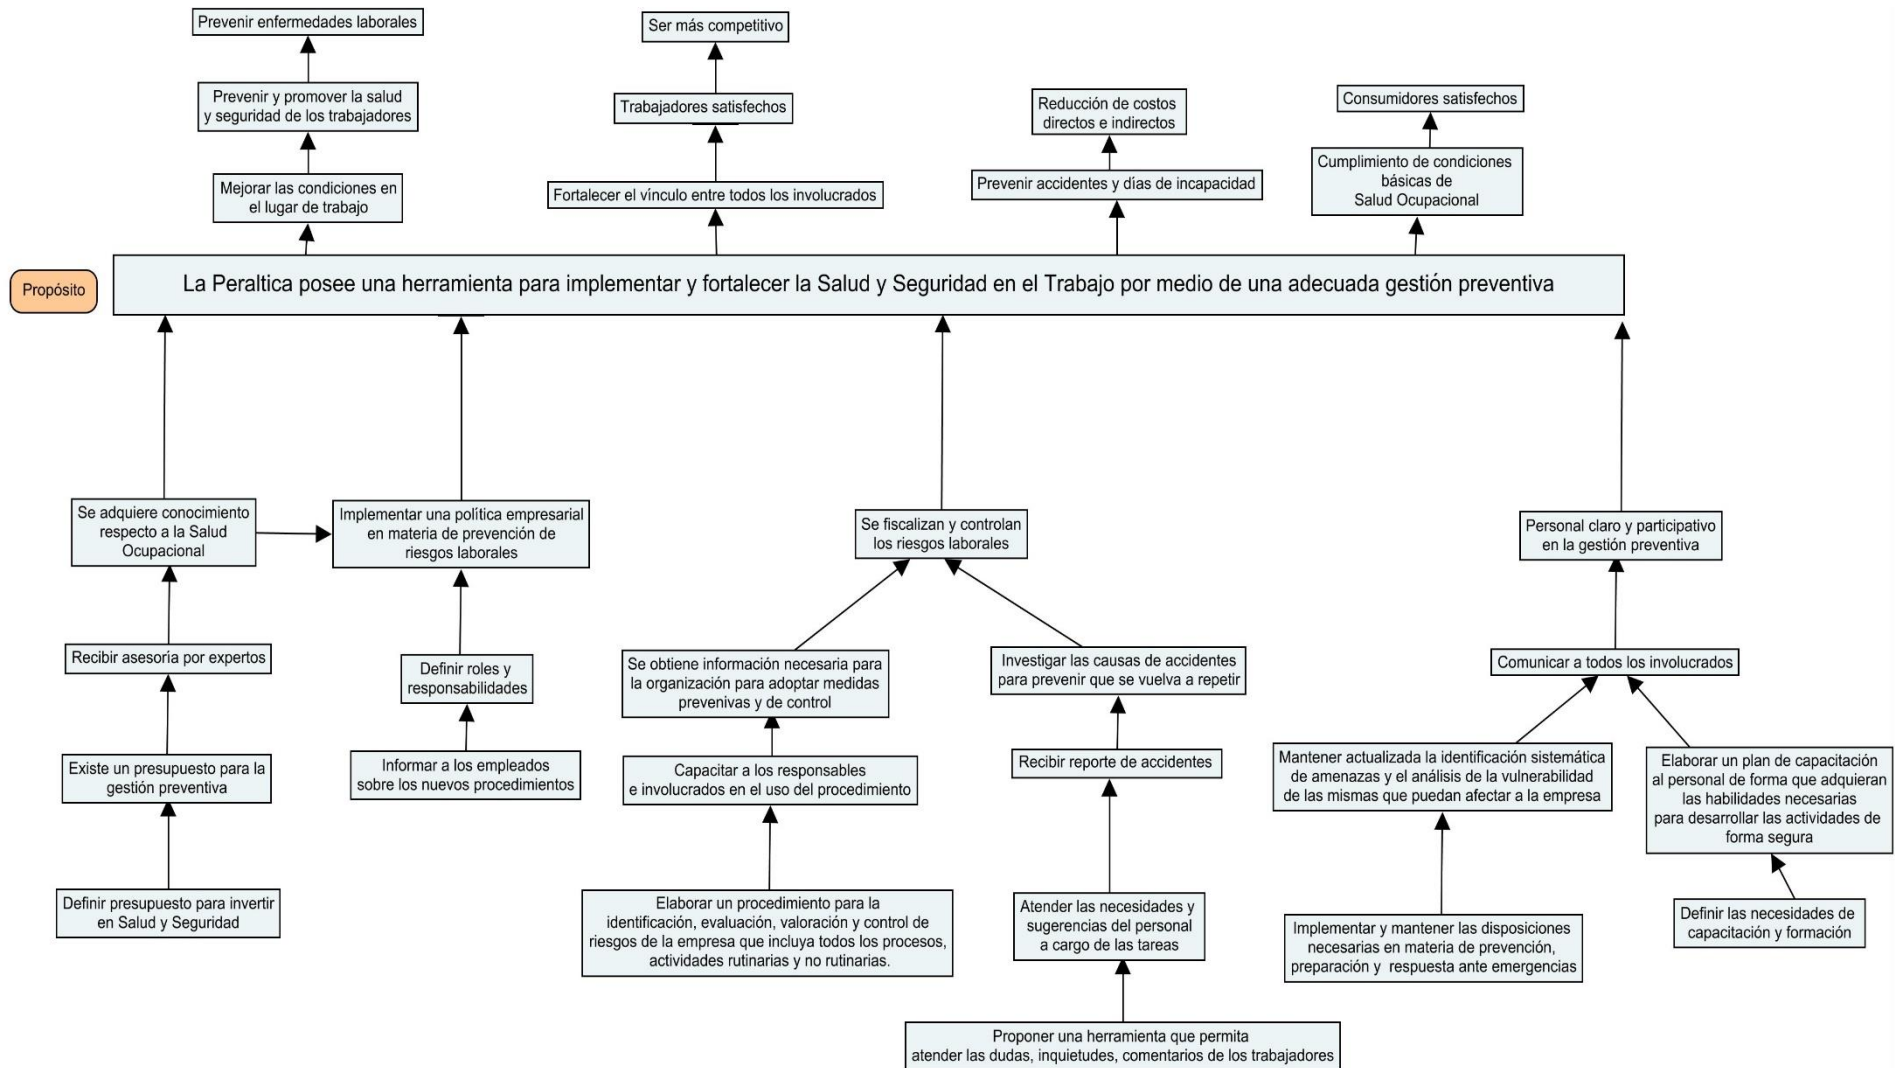 Prevenir enfermedades laborales
Prevenir y promover la salud
y seguridad de los trabajadores
Mejorar las condiciones en
el lugar de trabajo
Ser más competitivo
Trabajadores satisfechos
Fortalecer el vínculo entre todos los involucrados
Reducción de costos
directos e indirectos
Prevenir accidentes y días de incapacidad
Consumidores satisfechos
Cumplimiento de condiciones
básicas de
Salud Ocupacional
Propósito
La Peraltica posee una herramienta para implementar y fortalecer la Salud y Seguridad en el Trabajo por medio de una adecuada gestión preventiva
Se adquiere conocimiento
respecto a la Salud
Ocupacional
Recibir asesoría por expertos
Existe un presupuesto para la
gestión preventiva
Definir presupuesto para invertir
en Salud y Seguridad
Implementar una política empresarial
en materia de prevención de
riesgos laborales
Definir roles y
responsabilidades
Informar a los empleados
sobre los nuevos procedimientos
Se fiscalizan y controlan
los riesgos laborales
Se obtiene información necesaria para
la organización para adoptar medidas
prevenivas y de control
Capacitar a los responsables
e involucrados en el uso del procedimiento
Elaborar un procedimiento para la
identificación, evaluación, valoración y control de
riesgos de la empresa que incluya todos los procesos,
actividades rutinarias y no rutinarias.
Investigar las causas de accidentes
para prevenir que se vuelva a repetir
Recibir reporte de accidentes
Atender las necesidades y
sugerencias del personal
a cargo de las tareas
Proponer una herramienta que permita
atender las dudas, inquietudes, comentarios de los trabajadores
Personal claro y participativo
en la gestión preventiva
Comunicar a todos los involucrados
Mantener actualizada la identificación sistemática
de amenazas y el análisis de la vulnerabilidad
de las mismas que puedan afectar a la empresa
Implementar y mantener las disposiciones
necesarias en materia de prevención,
preparación y respuesta ante emergencias
Elaborar un plan de capacitación
al personal de forma que adquieran
las habilidades necesarias
para desarrollar las actividades de
forma segura
Definir las necesidades de
capacitación y formación